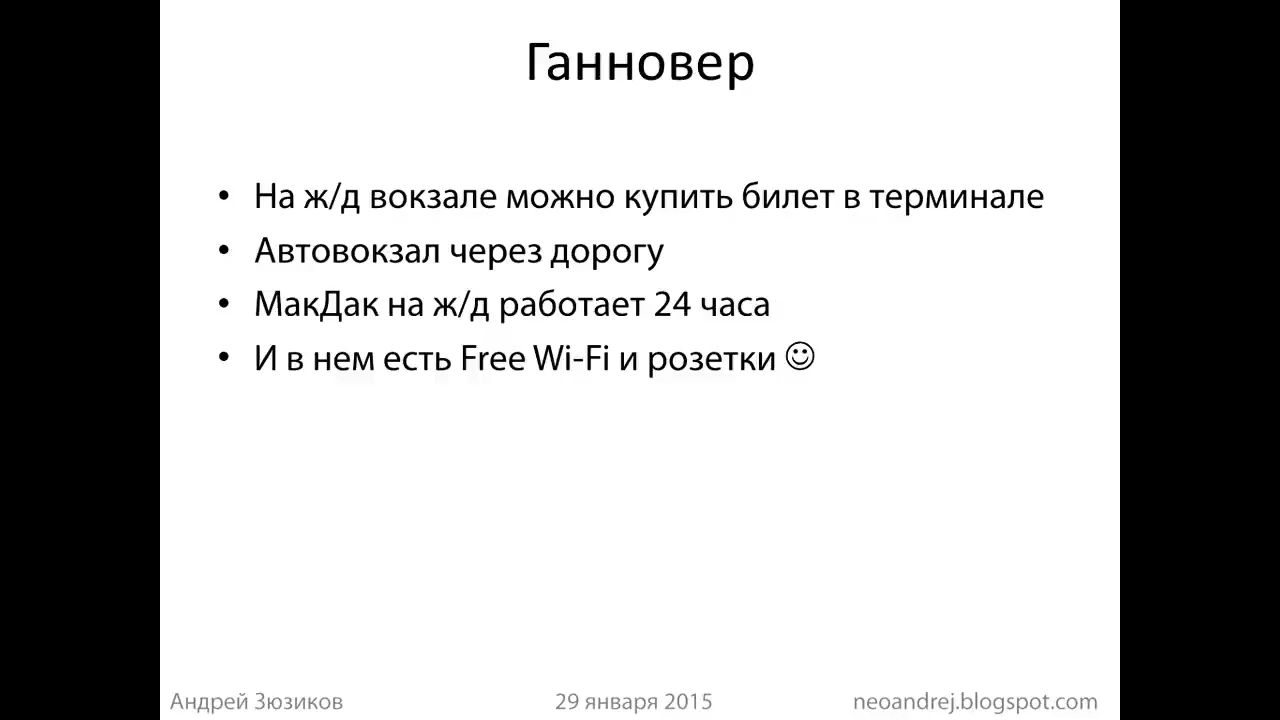 Ганновер
• На ж/д вокзале можно купить билет в терминале
• Автовокзал через дорогу
• МакДак на ж/д работает 24 часа
• И в нем есть Free Wi-Fi и розетки ☺
Андрей Зюзиков 29 января 2015 neoandrej.blogspot.com